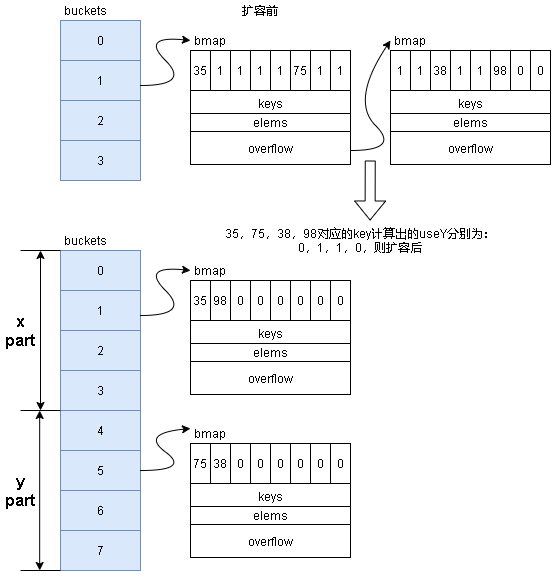 扩容前
buckets
0
1
2
3
bmap
35 1 1 1 1 75 1 1
keys
elems
overflow
bmap
1 1 38 1 1 98 0 0
keys
elems
overflow
35，75，38，98对应的key计算出的useY分别为：
0，1，1，0，则扩容后
buckets
0
1
2
3
4
5
6
7
x
part
y
part
bmap
35 98 0 0 0 0 0 0
keys
elems
overflow
bmap
75 38 0 0 0 0 0 0
keys
elems
overflow